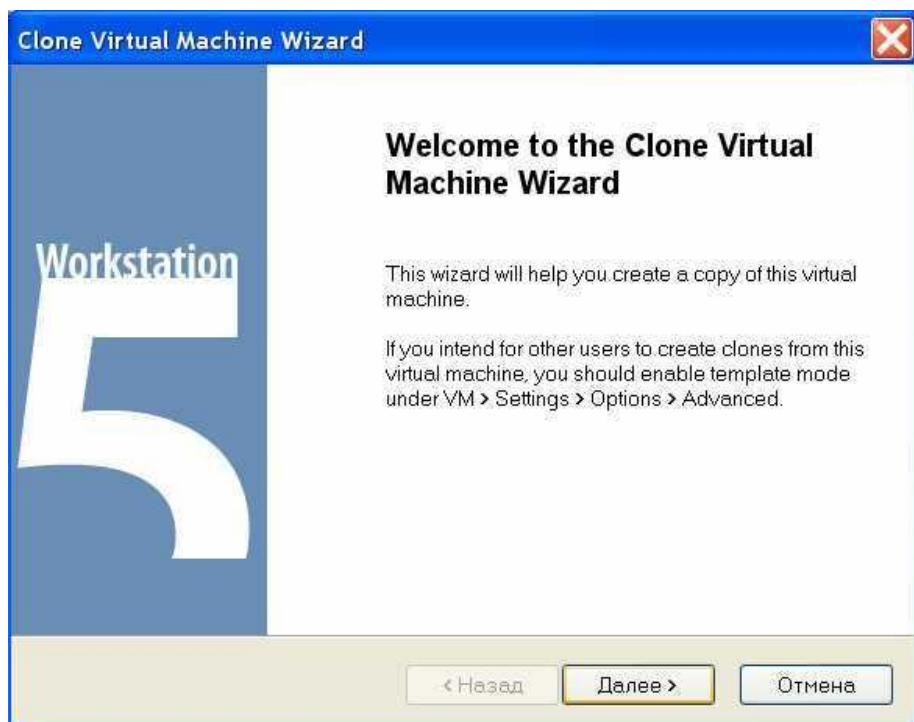 Clone Virtual Machine Wizard
Workstation
5
Welcome to the Clone Virtual
Machine Wizard
This wizard will help you create a copy of this virtual
machine.
If you intend for other users to create clones from this
virtual machine, you should enable template mode
under VM > Settings > Options > Advanced.
< Назад
Далее >
Отмена